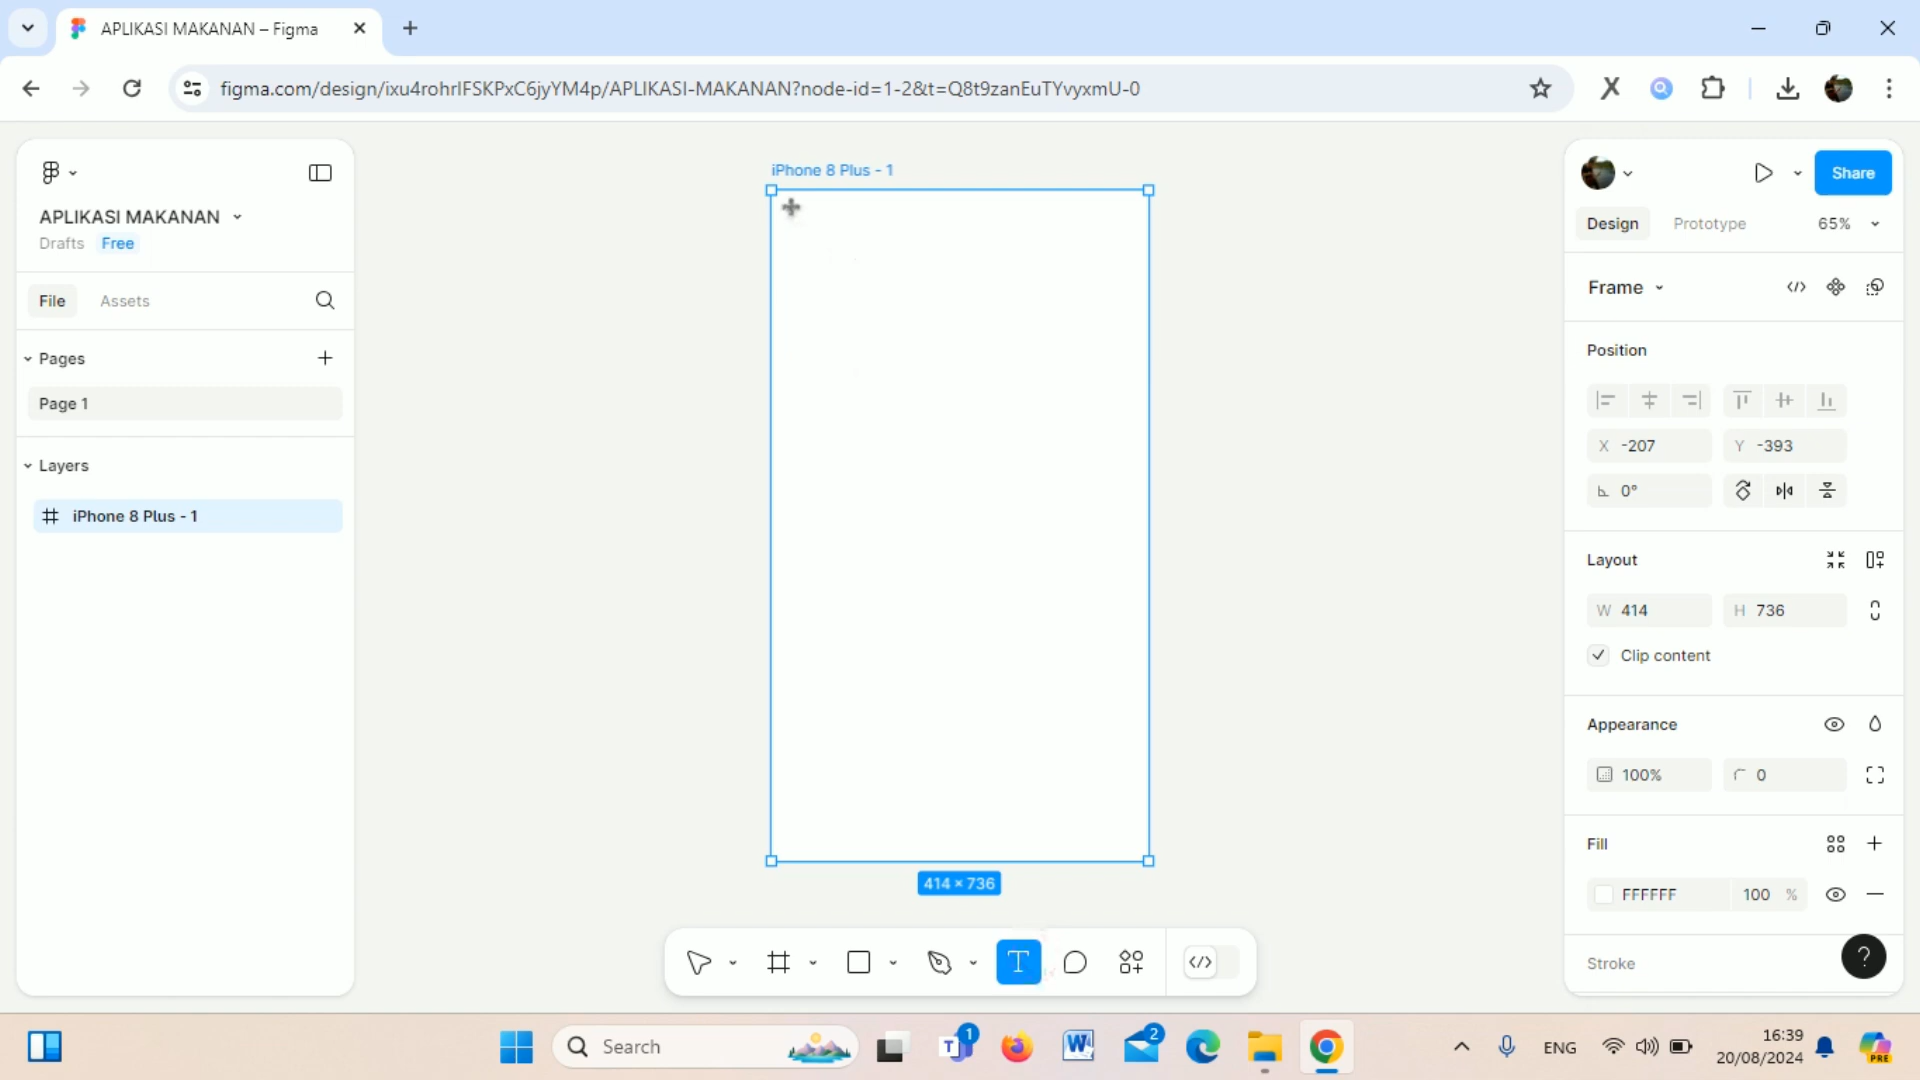 APLIKASI MAKANAN – Figma
figma.com/design/ixu4rohrlFSKPxC6jyYM4p/APLIKASI-MAKANAN?node-id=1-2&t=Q8t9zanEuTYvyxmU-0
APLIKASI MAKANAN
Drafts Free
File Assets
Pages
Page 1
Layers
iPhone 8 Plus - 1
iPhone 8 Plus - 1
414 × 736
Share
Design Prototype 65%
Frame
Position
X -207 Y -393
0°
Layout
W 414 H 736
Clip content
Appearance
100% 0
Fill
FFFFFF 100 %
Stroke
?
Search
1
2
ENG
16:39
20/08/2024
PRE